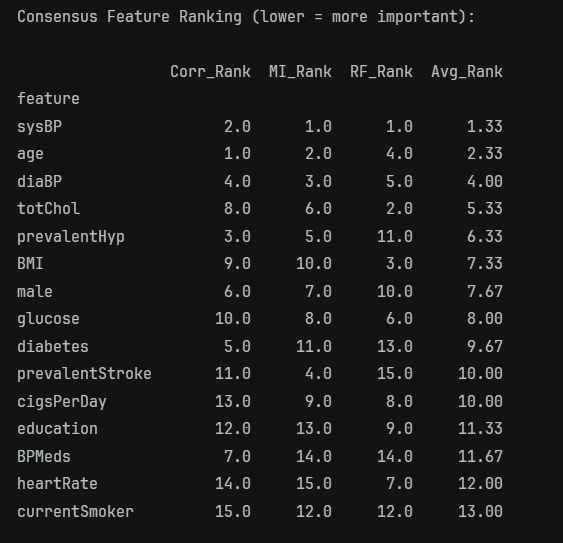 Consensus Feature Ranking (lower = more important):
Corr_Rank MI_Rank RF_Rank Avg_Rank
feature
sysBP 2.0 1.0 1.0 1.33
age 1.0 2.0 4.0 2.33
diaBP 4.0 3.0 5.0 4.00
totChol 8.0 6.0 2.0 5.33
prevalentHyp 3.0 5.0 11.0 6.33
BMI 9.0 10.0 3.0 7.33
male 6.0 7.0 10.0 7.67
glucose 10.0 8.0 6.0 8.00
diabetes 5.0 11.0 13.0 9.67
prevalentStroke 11.0 4.0 15.0 10.00
cigsPerDay 13.0 9.0 8.0 10.00
education 12.0 13.0 9.0 11.33
BPMeds 7.0 14.0 14.0 11.67
heartRate 14.0 15.0 7.0 12.00
currentSmoker 15.0 12.0 12.0 13.00